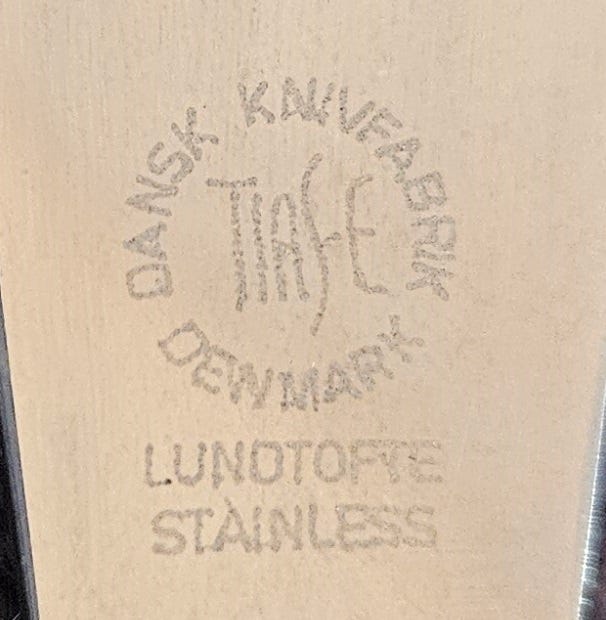 DANSK KNIVFABRIK
DENMARK
LUNDTOFTE
STAINLESS